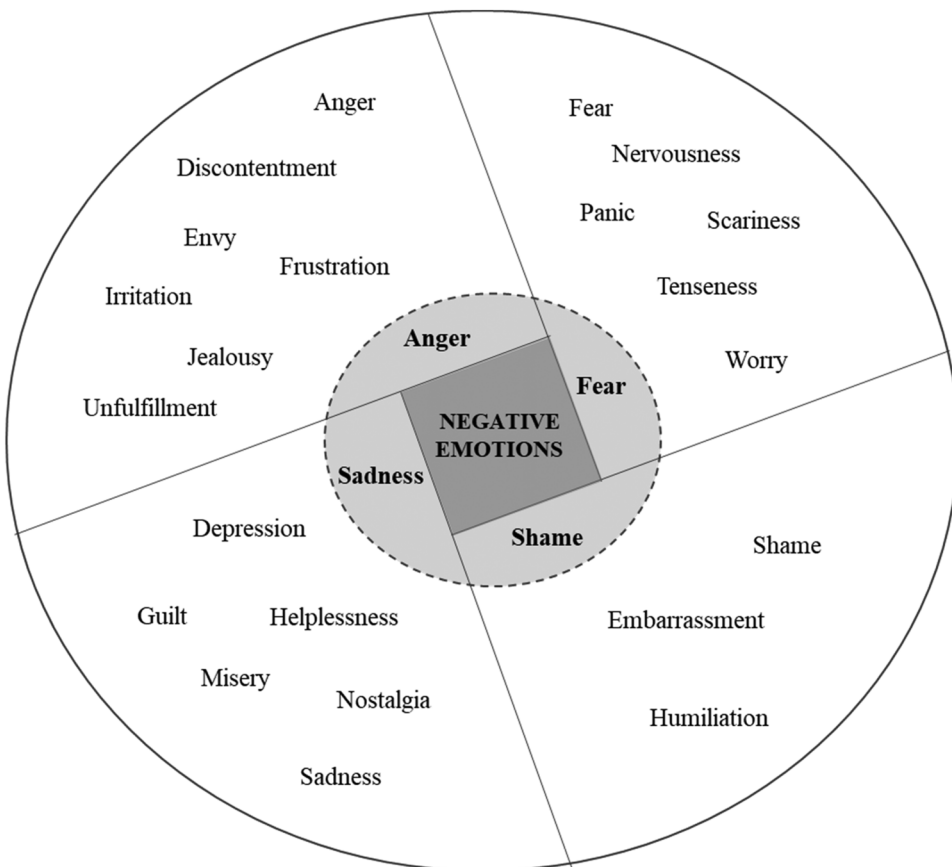 Anger
Discontentment
Envy
Frustration
Irritation
Jealousy
Unfulfillment
Fear
Nervousness
Panic
Scariness
Tenseness
Worry
Anger
Fear
NEGATIVE
EMOTIONS
Sadness
Shame
Depression
Guilt
Helplessness
Misery
Nostalgia
Sadness
Shame
Embarrassment
Humiliation